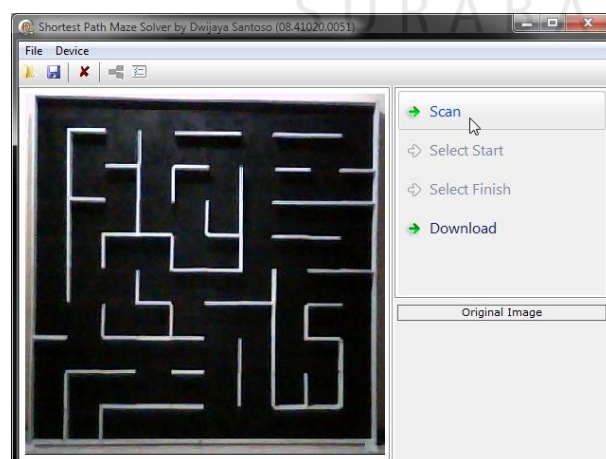 SURABA
Shortest Path Maze Solver by Dwijaya Santoso (08.41020.0051)
File Device
Scan
Select Start
Select Finish
Download
Original Image